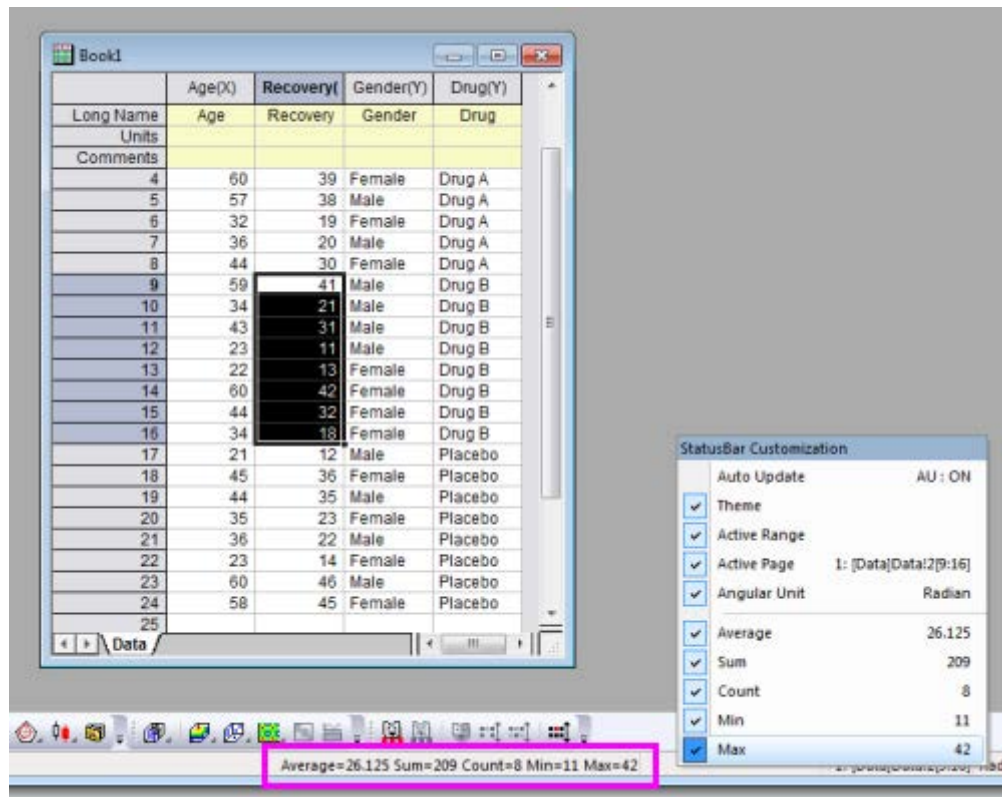 Book1
Age(X) Recovery( Gender(Y) Drug(Y)
Long Name Age Recovery Gender Drug
Units
Comments
4 60 39 Female Drug A
5 57 38 Male Drug A
6 32 19 Female Drug A
7 36 20 Male Drug A
8 44 30 Female Drug A
9 59 41 Male Drug B
10 34 21 Male Drug B
11 43 31 Male Drug B
12 23 11 Male Drug B
13 22 13 Female Drug B
14 60 42 Female Drug B
15 44 32 Female Drug B
16 34 18 Female Drug B
17 21 12 Male Placebo
18 45 36 Female Placebo
19 44 35 Male Placebo
20 35 23 Female Placebo
21 36 22 Male Placebo
22 23 14 Female Placebo
23 60 46 Male Placebo
24 58 45 Female Placebo
25
Data
StatusBar Customization
Auto Update AU : ON
Theme
Active Range
Active Page 1: [Data]Data!2[9:16]
Angular Unit Radian
Average 26.125
Sum 209
Count 8
Min 11
Max 42
Average=26.125 Sum=209 Count=8 Min=11 Max=42